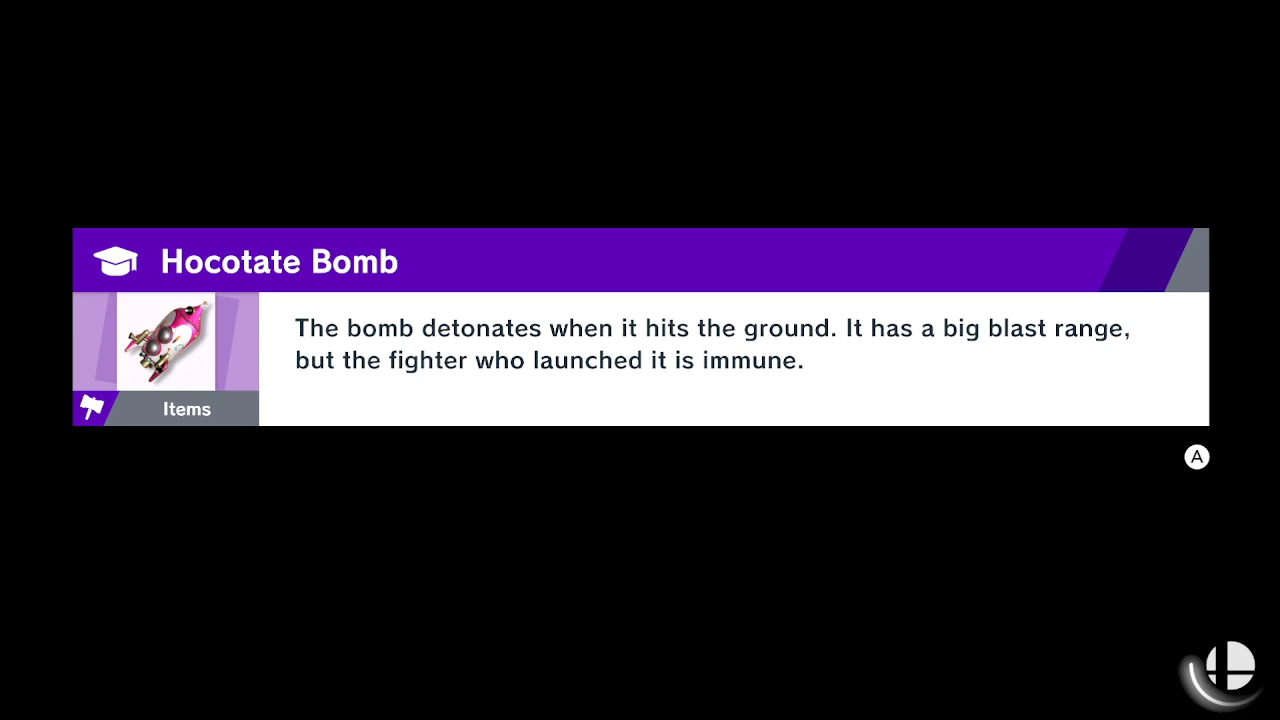 Hocotate Bomb
The bomb detonates when it hits the ground. It has a big blast range,
but the fighter who launched it is immune.
Items
A